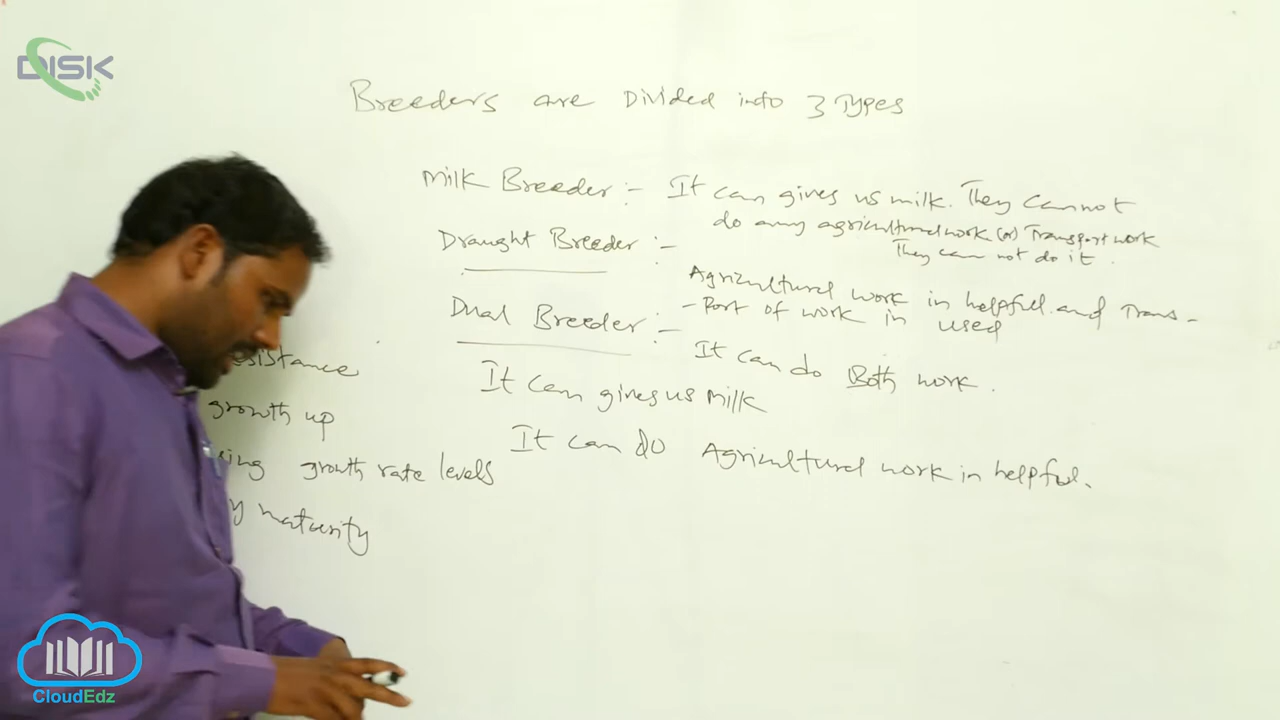 DISK
Breeders are Divided into 3 Types
Milk Breeder :- It can gives us milk. They Cannot
do any agricultural work (or) Transport work
They can not do it.
Draught Breeder :-
Agricultural work in helpfull and Trans-
-Port of work in used
Dual Breeder :-
It can do Both work.
It can gives us Milk
It can do Agricultural work in helpful.
esistance
growth up
sing growth rate levels
y maturity
CloudEdz